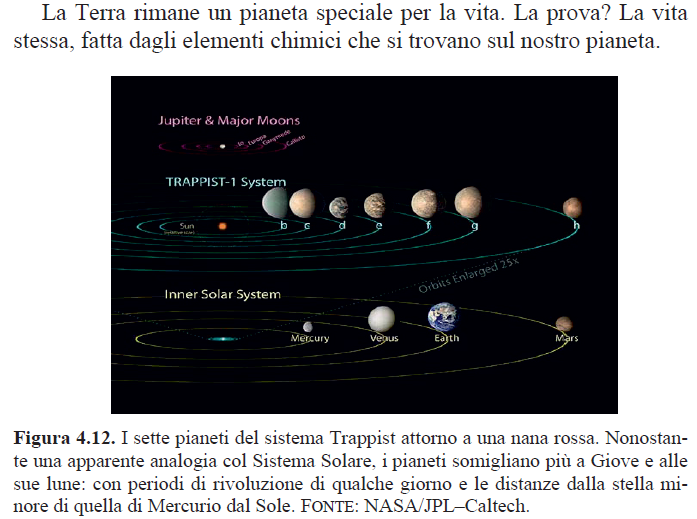 La Terra rimane un pianeta speciale per la vita. La prova? La vita
stessa, fatta dagli elementi chimici che si trovano sul nostro pianeta.
Jupiter & Major Moons
Io Europa Ganymede Callisto
TRAPPIST-1 System
Sun
b c d e f g h
Orbits Enlarged 25x
Inner Solar System
Mercury Venus Earth Mars
Figura 4.12. I sette pianeti del sistema Trappist attorno a una nana rossa. Nonostan-
te una apparente analogia col Sistema Solare, i pianeti somigliano più a Giove e alle
sue lune: con periodi di rivoluzione di qualche giorno e le distanze dalla stella mi-
nore di quella di Mercurio dal Sole. FONTE: NASA/JPL–Caltech.